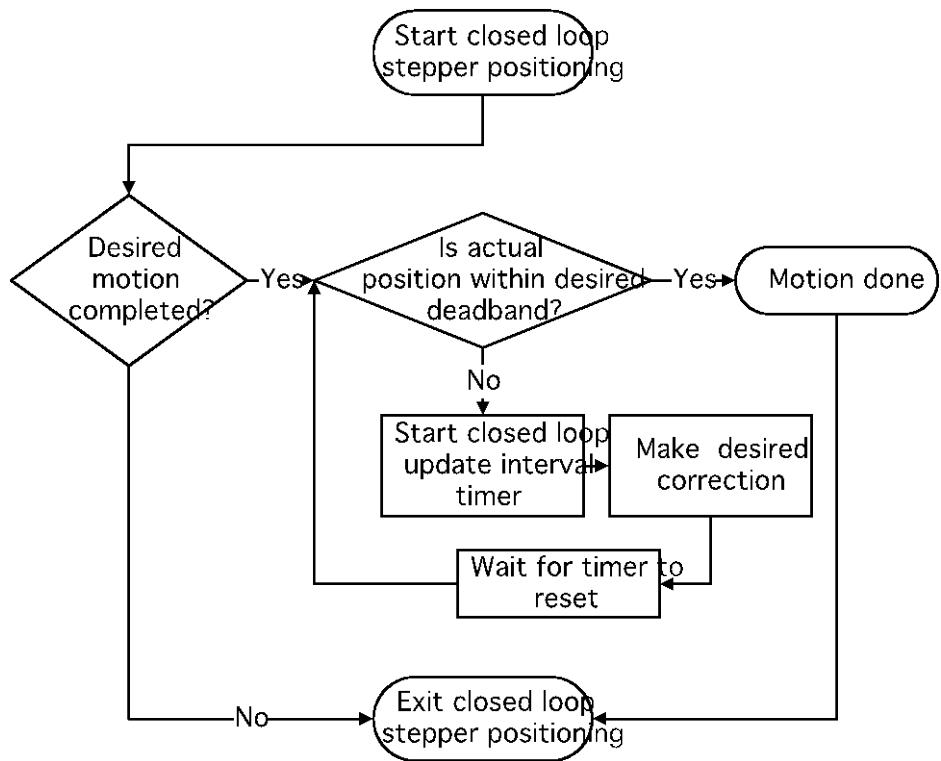 Start closed loop
stepper positioning
Desired
motion
completed?
Yes
Is actual
position within desired
deadband?
Yes
Motion done
No
Start closed loop
update interval
timer
Make desired
correction
Wait for timer to
reset
No
Exit closed loop
stepper positioning